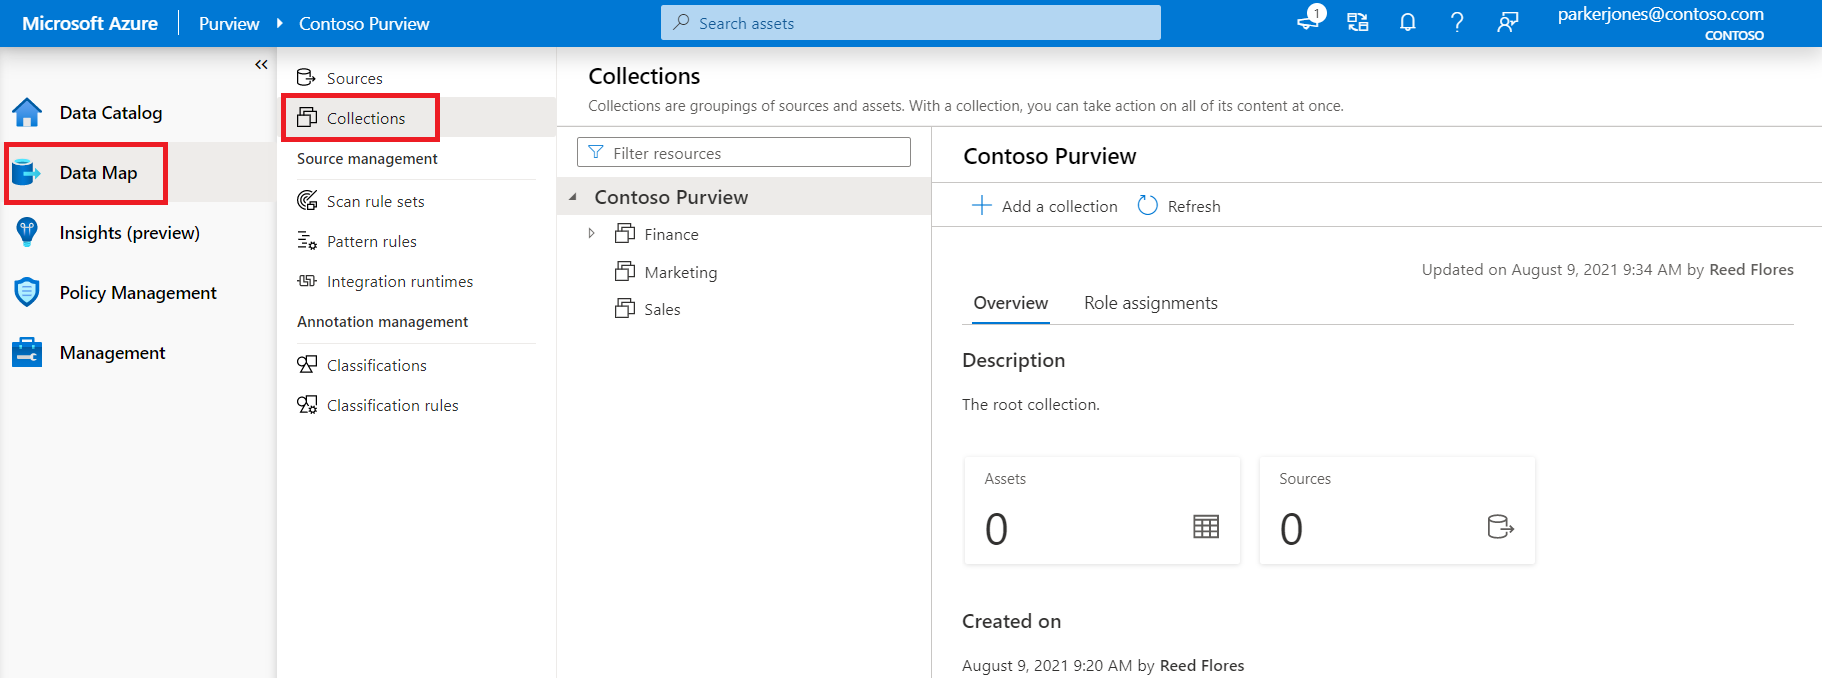 Microsoft Azure
Purview
Contoso Purview
Search assets
1
parkerjones@contoso.com
CONTOSO
Data Catalog
Data Map
Insights (preview)
Policy Management
Management
Sources
Collections
Source management
Scan rule sets
Pattern rules
Integration runtimes
Annotation management
Classifications
Classification rules
Collections
Collections are groupings of sources and assets. With a collection, you can take action on all of its content at once.
Filter resources
Contoso Purview
Finance
Marketing
Sales
Contoso Purview
Add a collection
Refresh
Updated on August 9, 2021 9:34 AM by Reed Flores
Overview
Role assignments
Description
The root collection.
Assets
0
Sources
0
Created on
August 9, 2021 9:20 AM by Reed Flores